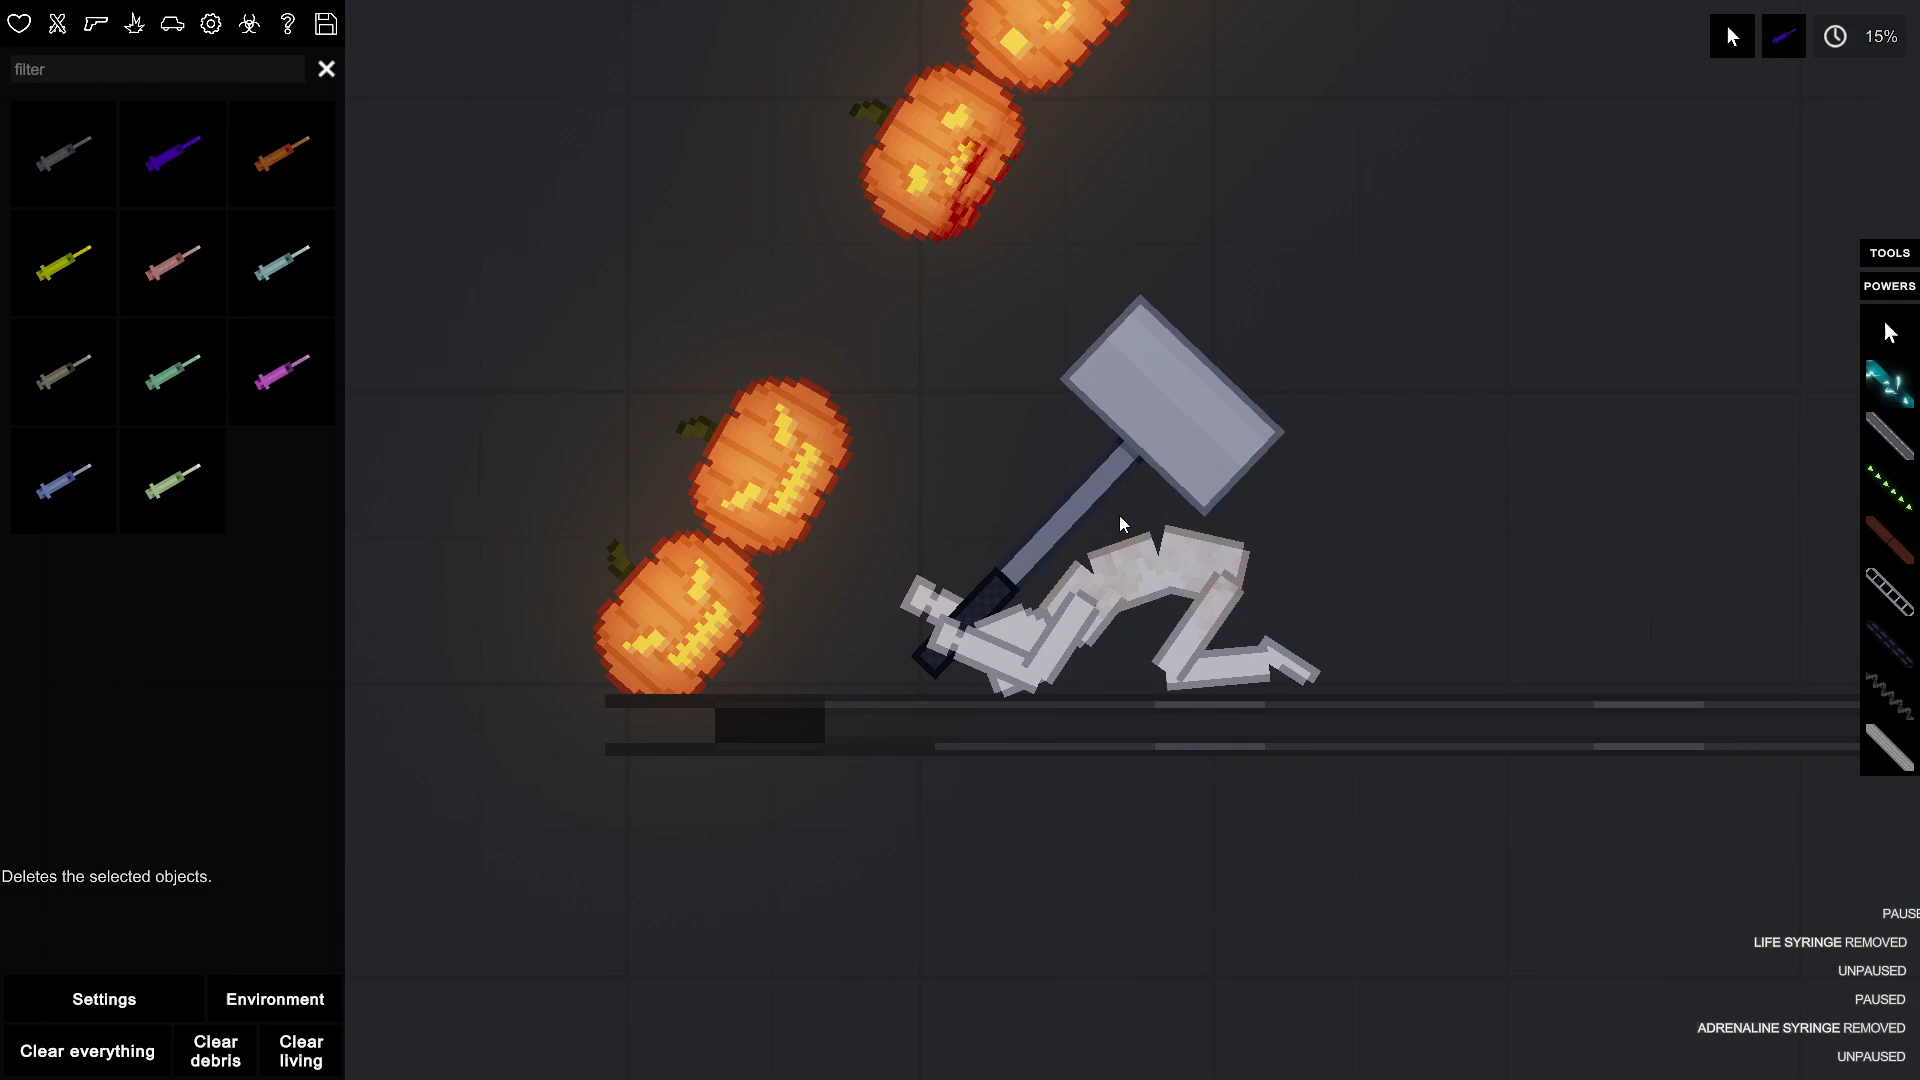 filter
15%
TOOLS
POWERS
Deletes the selected objects.
PAUSE
LIFE SYRINGE REMOVED
UNPAUSED
PAUSED
ADRENALINE SYRINGE REMOVED
UNPAUSED
Settings
Environment
Clear everything
Clear
debris
Clear
living